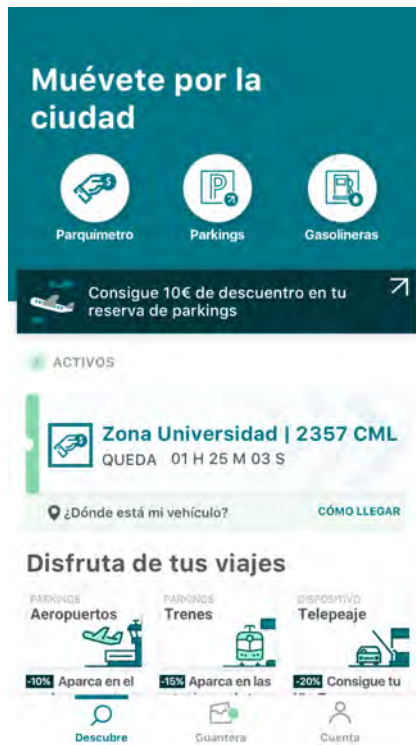 Muévete por la
ciudad
Parquímetro
Parkings
Gasolineras
Consigue 10€ de descuentro en tu
reserva de parkings
ACTIVOS
Zona Universidad | 2357 CML
QUEDA 01 H 25 M 03 S
¿Dónde está mi vehículo?
CÓMO LLEGAR
Disfruta de tus viajes
PARKINGS
Aeropuertos
-10% Aparca en el
PARKINGS
Trenes
-15% Aparca en las
DISPOSITIVO
Telepeaje
-20% Consigue tu
Descubre
Guantera
Cuenta